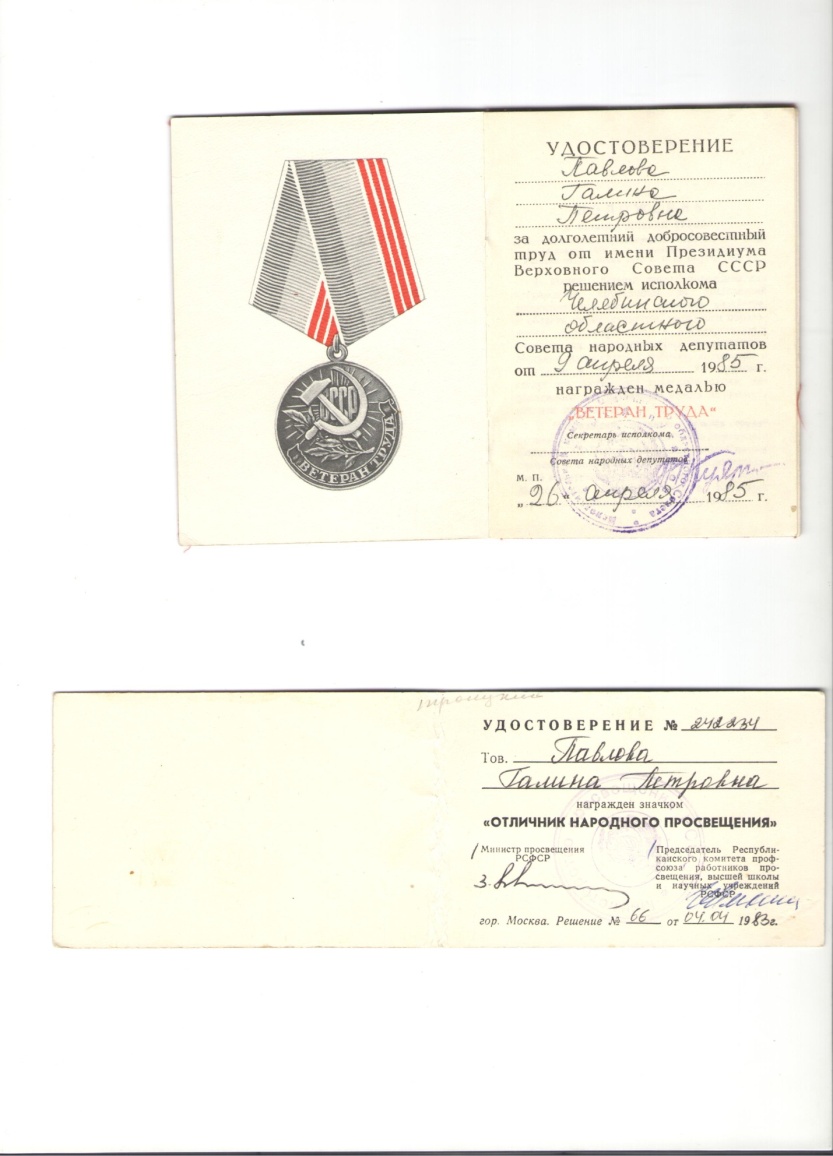 СССР
ВЕТЕРАН ТРУДА
УДОСТОВЕРЕНИЕ
Павлова
Галина
Петровна
за долголетний добросовестный
труд от имени Президиума
Верховного Совета СССР
решением исполкома
Челябинского
областного
Совета народных депутатов
от 9 апреля 1985 г.
награжден медалью
„ВЕТЕРАН ТРУДА“
Секретарь исполкома
Совета народных депутатов
М. П.
„26“ апреля 1985 г.
УДОСТОВЕРЕНИЕ № 242234
Тов. Павлова
Галина Петровна
награжден значком
«ОТЛИЧНИК НАРОДНОГО ПРОСВЕЩЕНИЯ»
Министр просвещения
РСФСР
Председатель Республи-
канского комитета проф-
союза работников про-
свещения, высшей школы
и научных учреждений
РСФСР
гор. Москва. Решение № 66 от 04.04 1983 г.